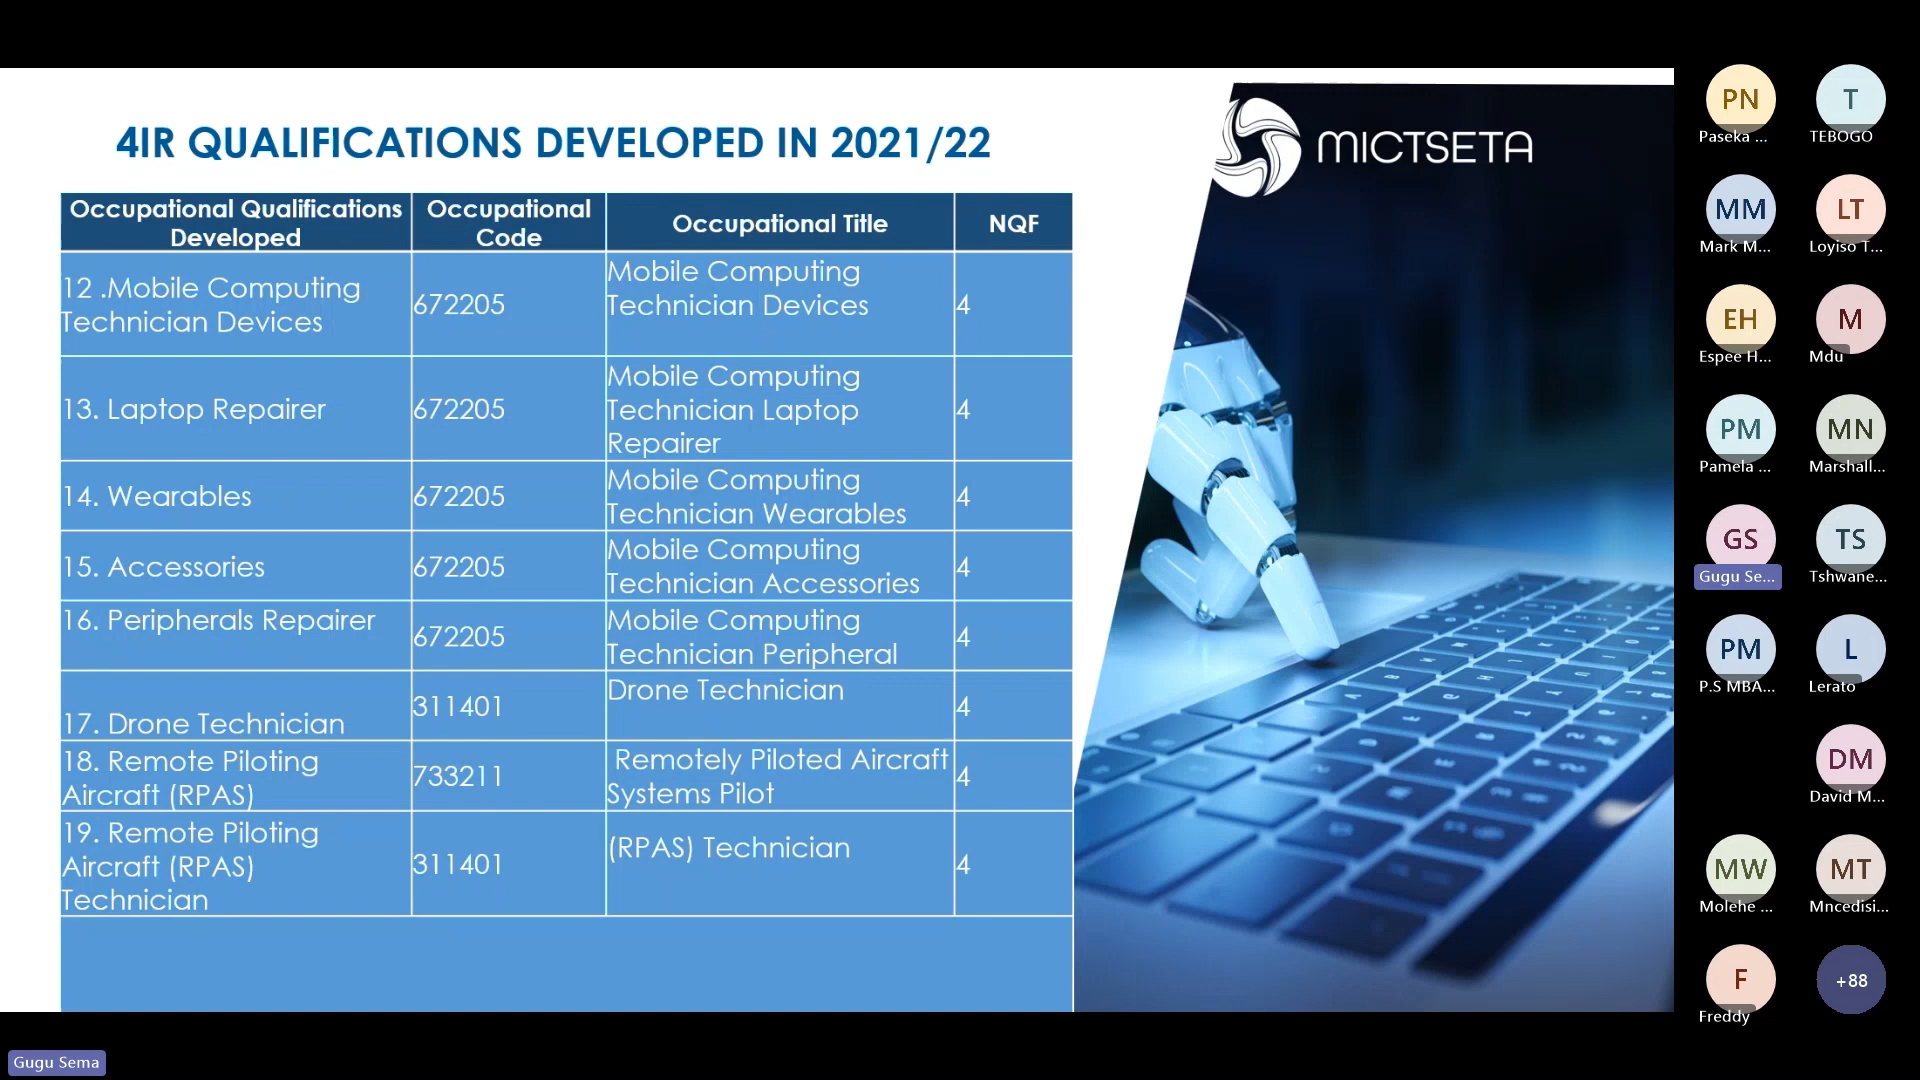 4IR QUALIFICATIONS DEVELOPED IN 2021/22
MICTSETA
Occupational Qualifications
Developed
Occupational
Code
Occupational Title
NQF
12 .Mobile Computing
Technician Devices
672205
Mobile Computing
Technician Devices
4
13. Laptop Repairer
672205
Mobile Computing
Technician Laptop
Repairer
4
14. Wearables
672205
Mobile Computing
Technician Wearables
4
15. Accessories
672205
Mobile Computing
Technician Accessories
4
16. Peripherals Repairer
672205
Mobile Computing
Technician Peripheral
4
17. Drone Technician
311401
Drone Technician
4
18. Remote Piloting
Aircraft (RPAS)
733211
Remotely Piloted Aircraft
Systems Pilot
4
19. Remote Piloting
Aircraft (RPAS)
Technician
311401
(RPAS) Technician
4
PN
Paseka ...
T
TEBOGO
MM
Mark M...
LT
Loyiso T...
EH
Espee H...
M
Mdu
PM
Pamela ...
MN
Marshall...
GS
Gugu Se...
TS
Tshwane...
PM
P.S MBA...
L
Lerato
DM
David M...
MW
Molehe ...
MT
Mncedisi...
F
Freddy
+88
Gugu Sema